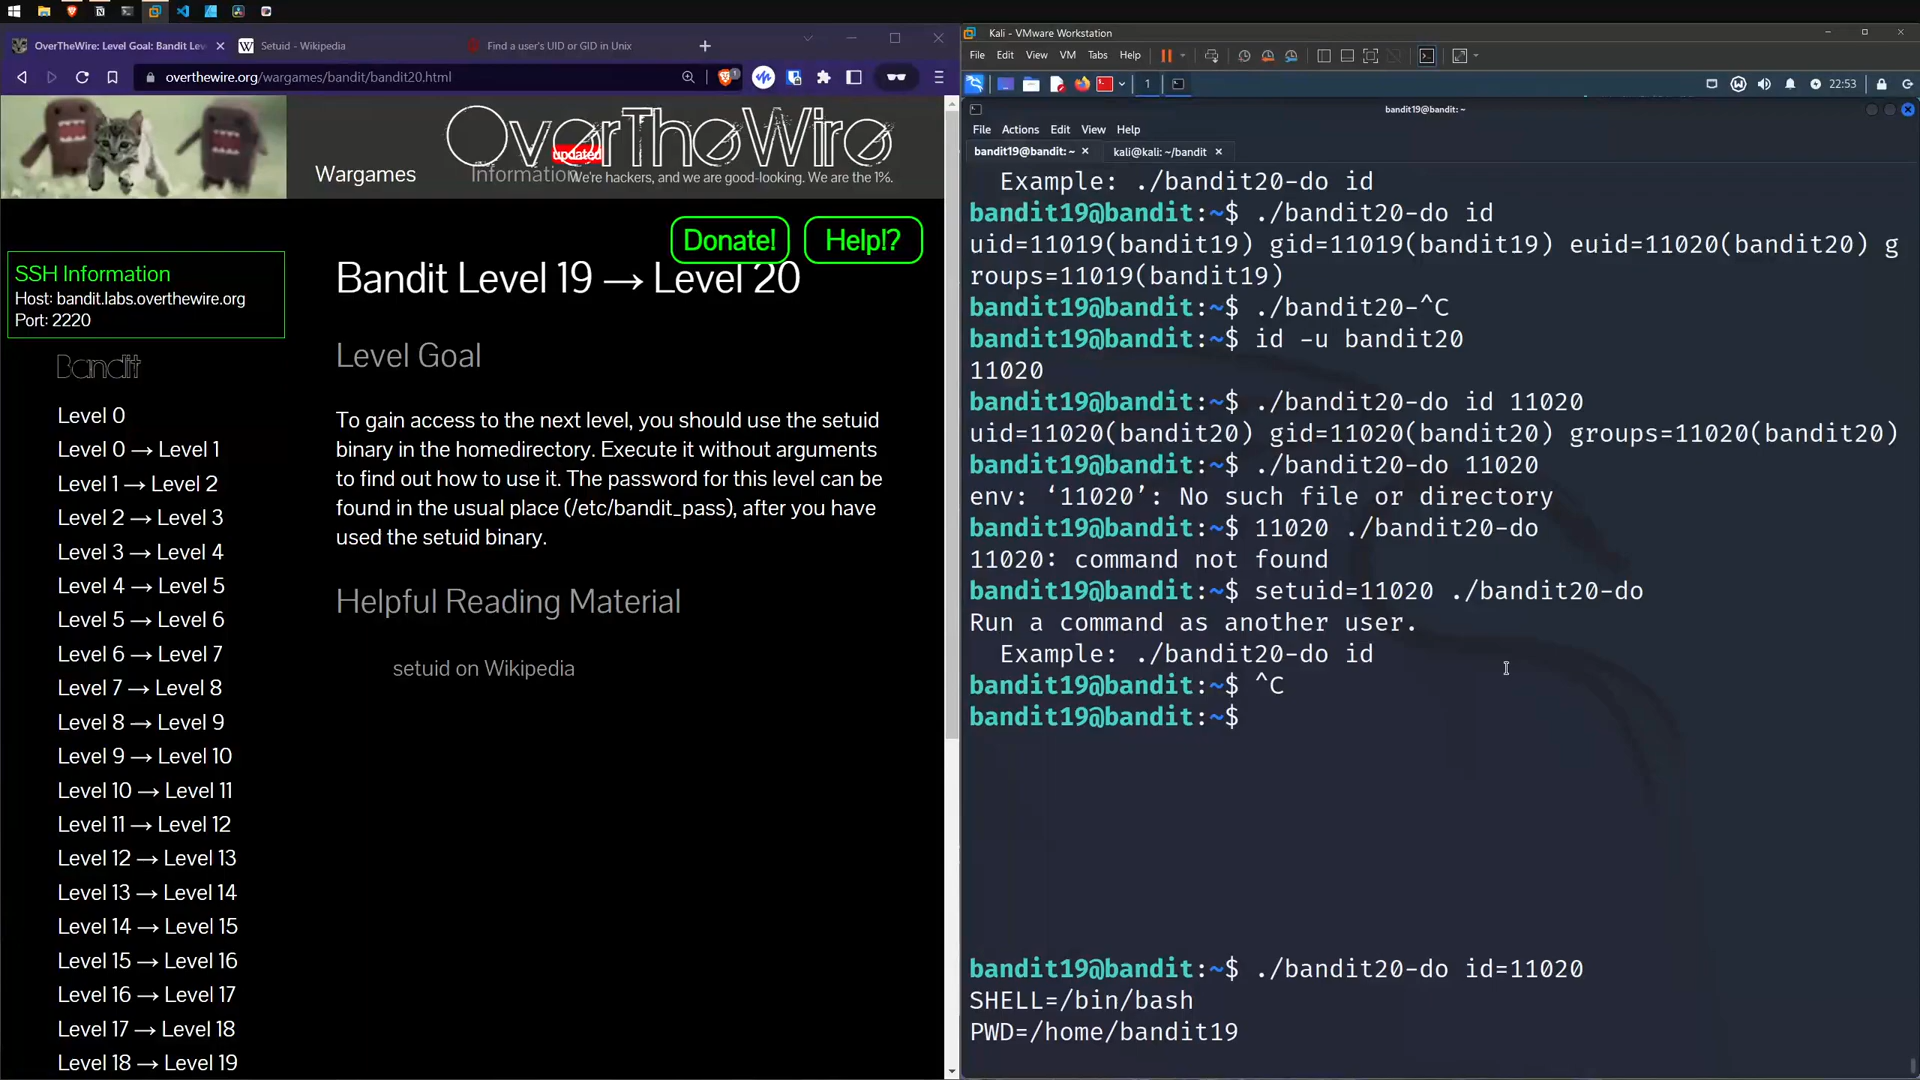 OverTheWire: Level Goal: Bandit Lev
Setuid - Wikipedia
Find a user's UID or GID in Unix
overthewire.org/wargames/bandit/bandit20.html
OverTheWire
updated
Wargames
Information
We're hackers, and we are good-looking. We are the 1%.
Donate!
Help!?
SSH Information
Host: bandit.labs.overthewire.org
Port: 2220
Bandit
Level 0
Level 0 → Level 1
Level 1 → Level 2
Level 2 → Level 3
Level 3 → Level 4
Level 4 → Level 5
Level 5 → Level 6
Level 6 → Level 7
Level 7 → Level 8
Level 8 → Level 9
Level 9 → Level 10
Level 10 → Level 11
Level 11 → Level 12
Level 12 → Level 13
Level 13 → Level 14
Level 14 → Level 15
Level 15 → Level 16
Level 16 → Level 17
Level 17 → Level 18
Level 18 → Level 19
Bandit Level 19 → Level 20
Level Goal
To gain access to the next level, you should use the setuid
binary in the homedirectory. Execute it without arguments
to find out how to use it. The password for this level can be
found in the usual place (/etc/bandit_pass), after you have
used the setuid binary.
Helpful Reading Material
setuid on Wikipedia
Kali - VMware Workstation
File Edit View VM Tabs Help
1
22:53
bandit19@bandit: ~
File Actions Edit View Help
bandit19@bandit: ~
kali@kali: ~/bandit
Example: ./bandit20-do id
bandit19@bandit:~$ ./bandit20-do id
uid=11019(bandit19) gid=11019(bandit19) euid=11020(bandit20) g
roups=11019(bandit19)
bandit19@bandit:~$ ./bandit20-^C
bandit19@bandit:~$ id -u bandit20
11020
bandit19@bandit:~$ ./bandit20-do id 11020
uid=11020(bandit20) gid=11020(bandit20) groups=11020(bandit20)
bandit19@bandit:~$ ./bandit20-do 11020
env: ‘11020’: No such file or directory
bandit19@bandit:~$ 11020 ./bandit20-do
11020: command not found
bandit19@bandit:~$ setuid=11020 ./bandit20-do
Run a command as another user.
Example: ./bandit20-do id
bandit19@bandit:~$ ^C
bandit19@bandit:~$
bandit19@bandit:~$ ./bandit20-do id=11020
SHELL=/bin/bash
PWD=/home/bandit19